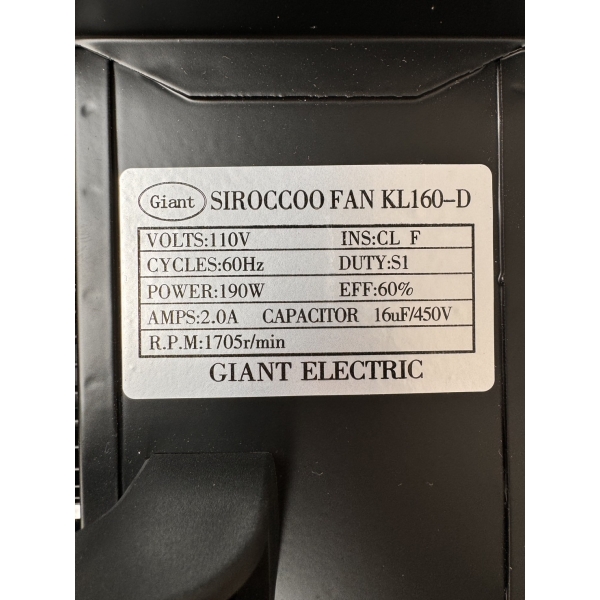 Giant SIROCCOO FAN KL160-D
VOLTS:110V INS:CL F
CYCLES:60Hz DUTY:S1
POWER:190W EFF:60%
AMPS:2.0A CAPACITOR 16uF/450V
R.P.M:1705r/min
GIANT ELECTRIC